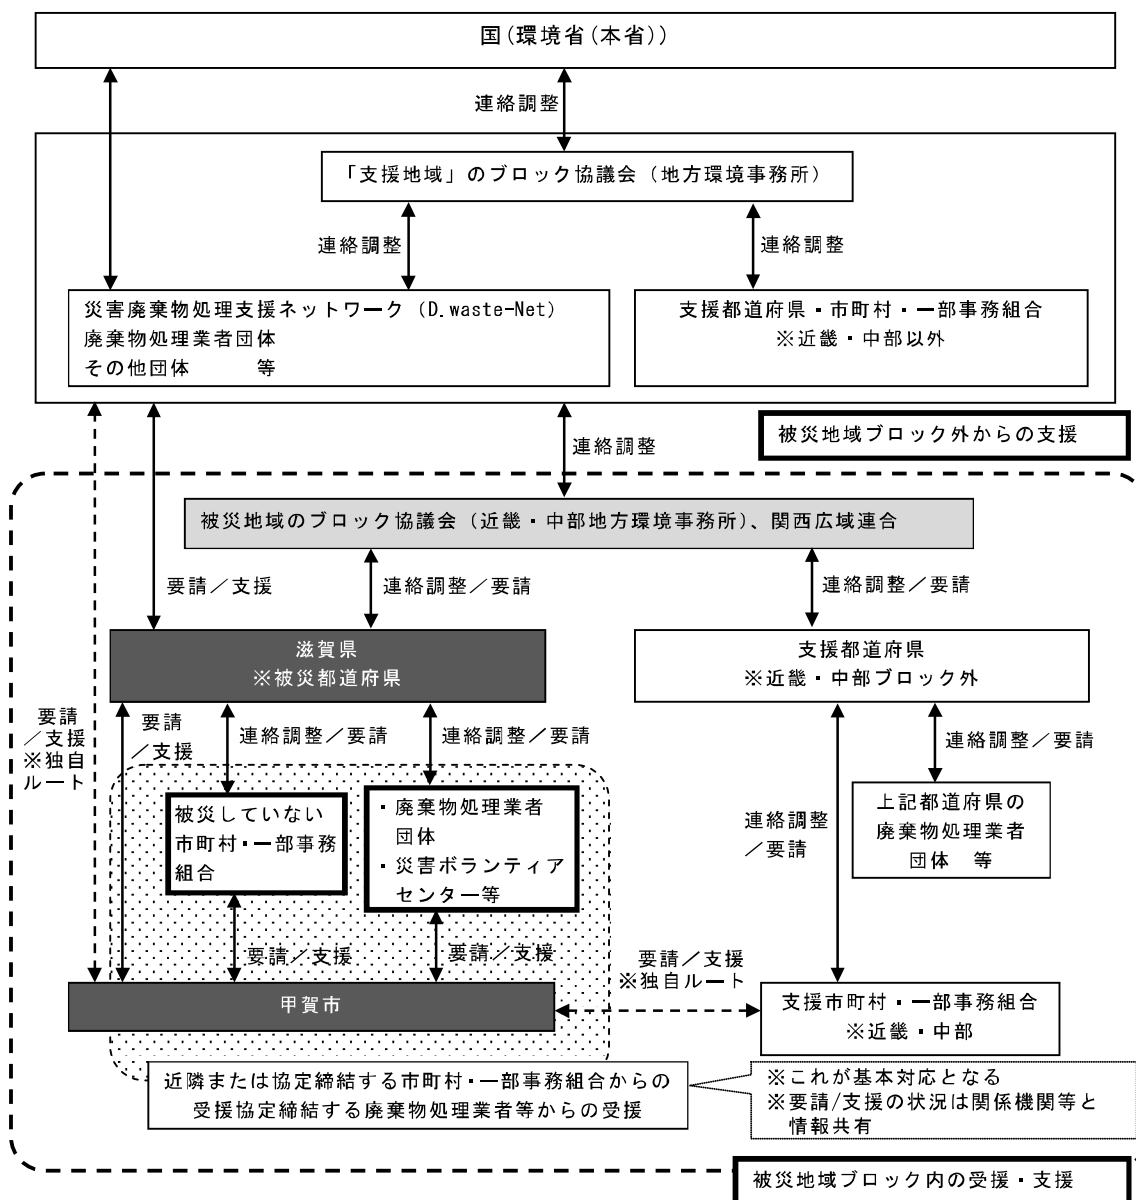 国(環境省(本省))
連絡調整
「支援地域」のブロック協議会(地方環境事務所)
連絡調整
連絡調整
災害廃棄物処理支援ネットワーク(D.waste-Net)
廃棄物処理業者団体
その他団体　　　等
支援都道府県・市町村・一部事務組合
※近畿・中部以外
連絡調整
被災地域ブロック外からの支援
被災地域のブロック協議会(近畿・中部地方環境事務所)、関西広域連合
要請/支援
連絡調整/要請
連絡調整/要請
滋賀県
※被災都道府県
支援都道府県
※近畿・中部ブロック外
要請
/支援
※独自
ルート
要請
/支援
連絡調整/要請
連絡調整/要請
連絡調整/要請
被災していない
市町村・一部事務
組合
・廃棄物処理業者
団体
・災害ボランティア
センター等
連絡調整
/要請
上記都道府県の
廃棄物処理業者
団体　等
要請/支援
要請/支援
要請/支援
※独自ルート
甲賀市
支援市町村・一部事務組合
※近畿・中部
近隣または協定締結する市町村・一部事務組合からの
受援協定締結する廃棄物処理業者等からの受援
※これが基本対応となる
※要請/支援の状況は関係機関等と
情報共有
被災地域ブロック内の受援・支援